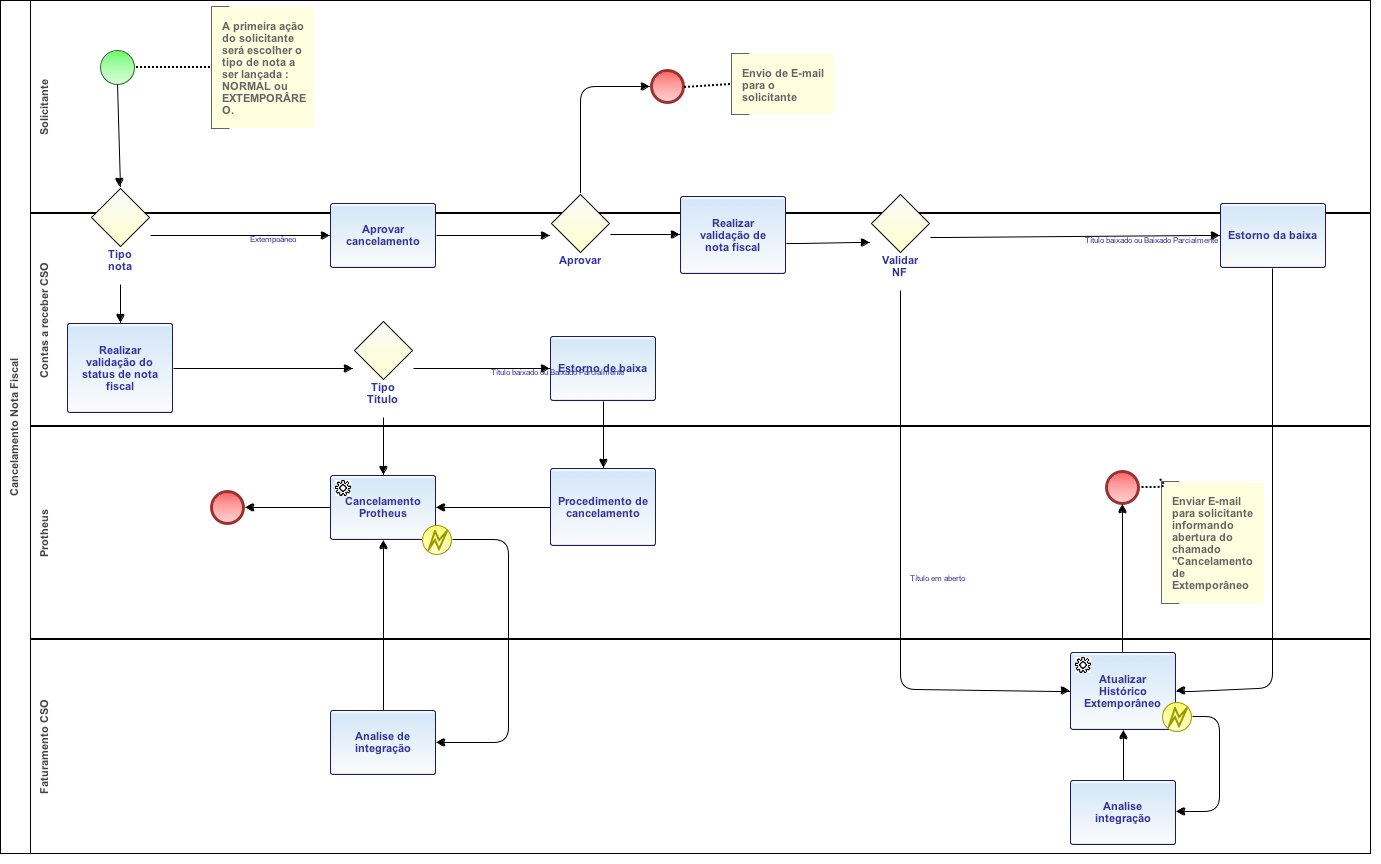 Cancelamento Nota Fiscal
Solicitante
A primeira ação
do solicitante
será escolher o
tipo de nota a
ser lançada :
NORMAL ou
EXTEMPORÂRE
O.
Envio de E-mail
para o
solicitante
Contas a receber CSO
Tipo
nota
Extempoâneo
Aprovar
cancelamento
Aprovar
Realizar
validação de
nota fiscal
Validar
NF
Título baixado ou Baixado Parcialmente
Estorno da baixa
Realizar
validação do
status de nota
fiscal
Tipo
Título
Título baixado ou Baixado Parcialmente
Estorno de baixa
Protheus
Cancelamento
Protheus
Procedimento de
cancelamento
Título em aberto
Enviar E-mail
para solicitante
informando
abertura do
chamado
"Cancelamento
de
Extemporâneo
Faturamento CSO
Analise de
integração
Atualizar
Histórico
Extemporâneo
Analise
integração